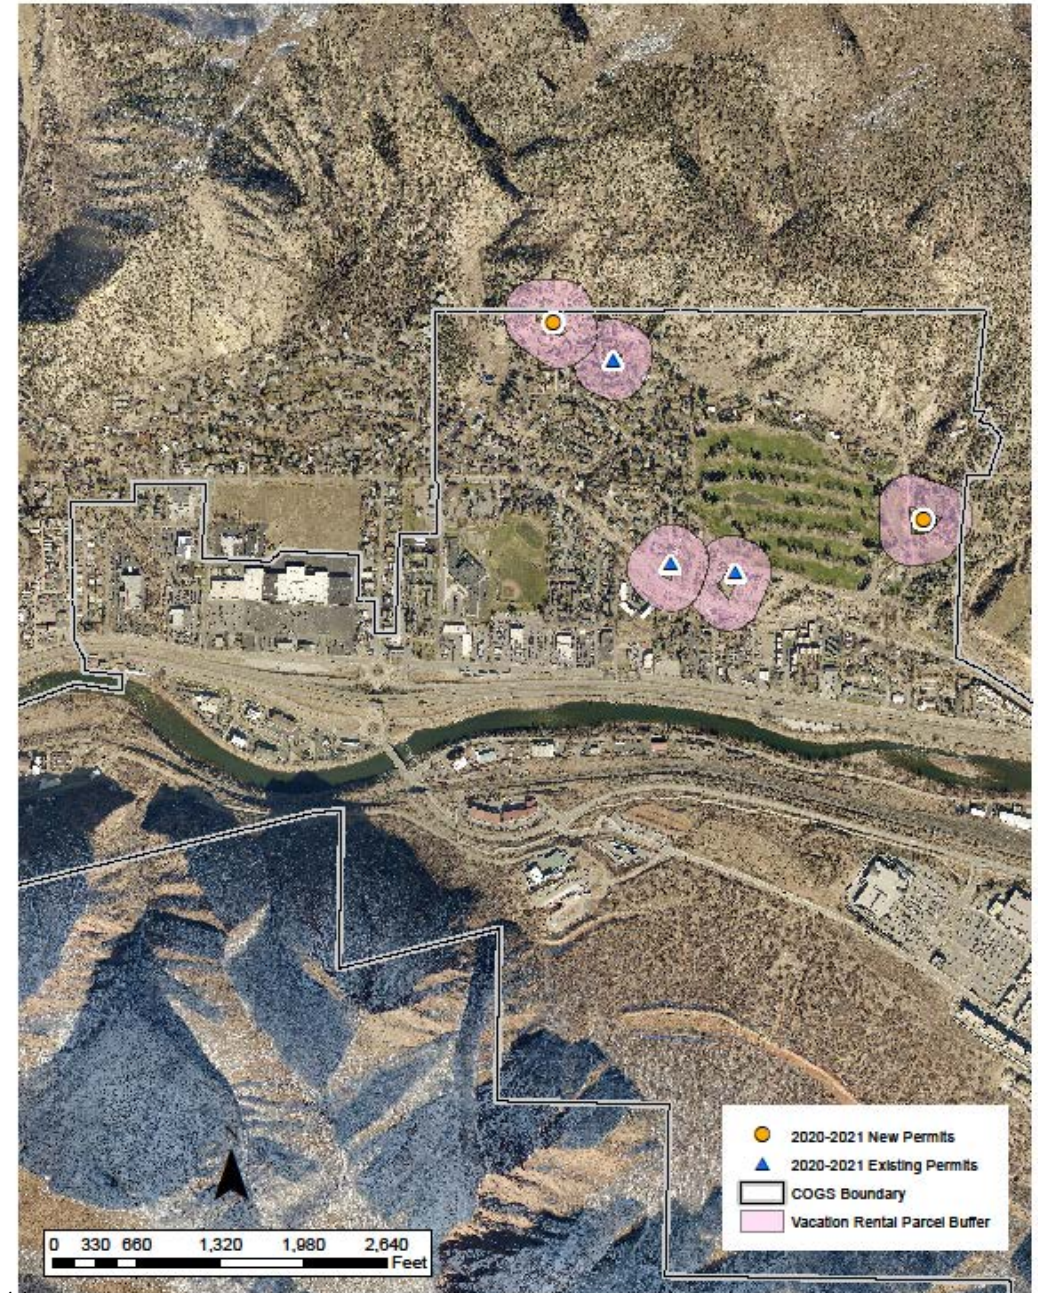 2020-2021 New Permits
2020-2021 Existing Permits
COGS Boundary
Vacation Rental Parcel Buffer
N
0 330 660 1,320 1,980 2,640
Feet